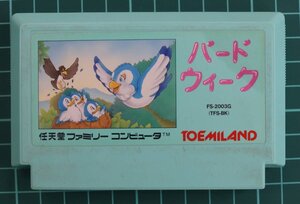 バード
ウィーク
FS-2003G
(TFS-BK)
任天堂 ファミリーコンピュータ™
TOEMILAND